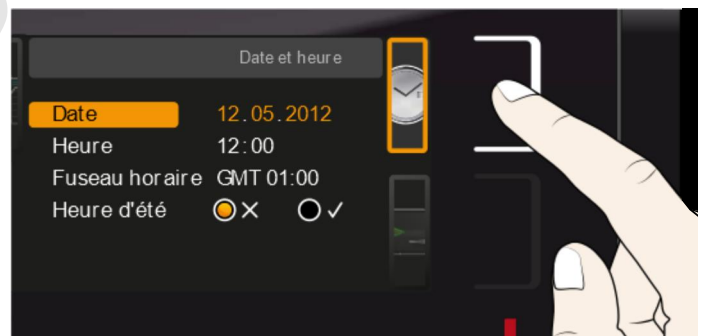 Date et heure
Date 12.05.2012
Heure 12:00
Fuseau horaire GMT 01:00
Heure d'été X ✓